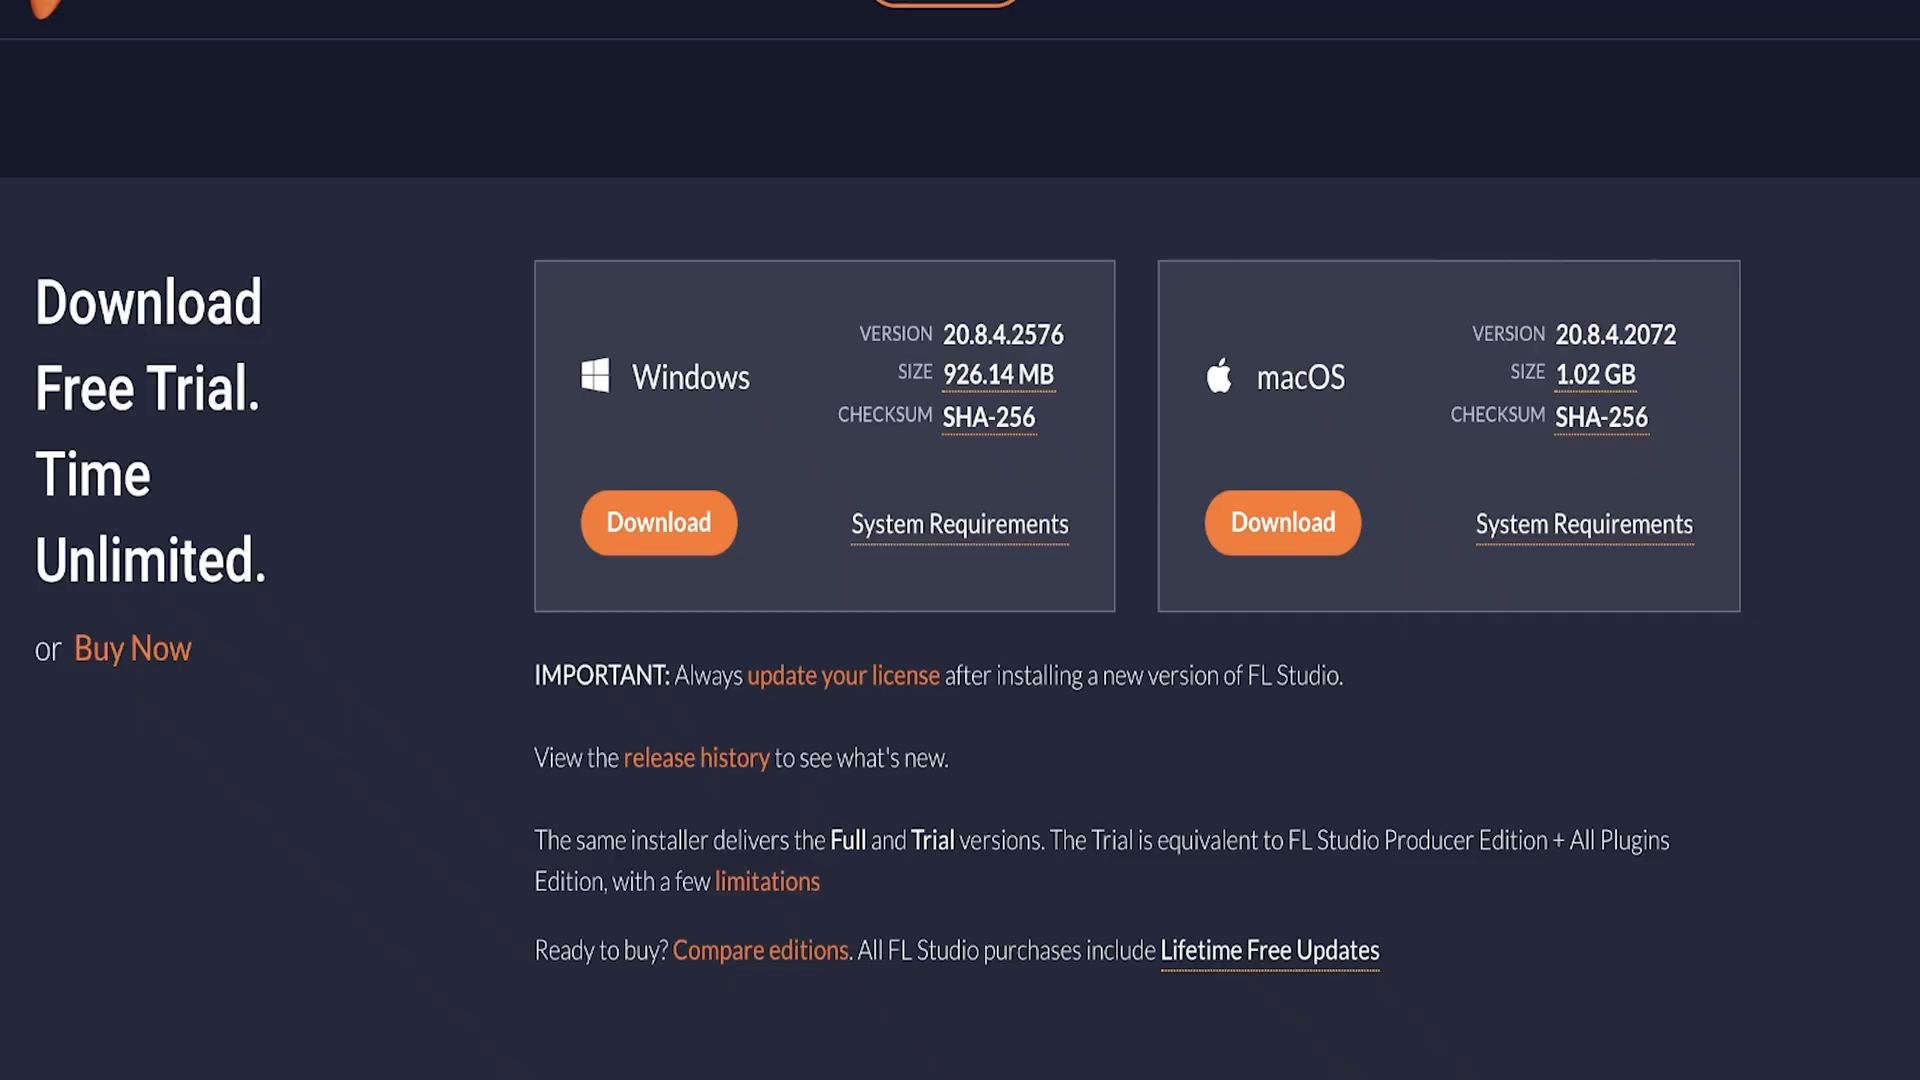 Download
Free Trial.
Time
Unlimited.
or Buy Now
Windows
VERSION 20.8.4.2576
SIZE 926.14 MB
CHECKSUM SHA-256
Download
System Requirements
macOS
VERSION 20.8.4.2072
SIZE 1.02 GB
CHECKSUM SHA-256
Download
System Requirements
IMPORTANT: Always update your license after installing a new version of FL Studio.
View the release history to see what's new.
The same installer delivers the Full and Trial versions. The Trial is equivalent to FL Studio Producer Edition + All Plugins
Edition, with a few limitations
Ready to buy? Compare editions. All FL Studio purchases include Lifetime Free Updates